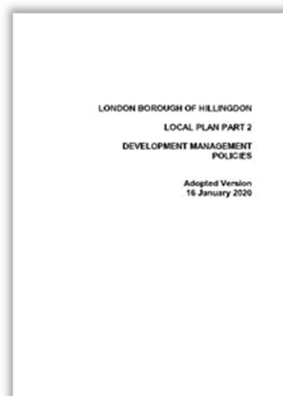 LONDON BOROUGH OF HILLINGDON
LOCAL PLAN PART 2
DEVELOPMENT MANAGEMENT
POLICIES
Adopted Version
16 January 2020